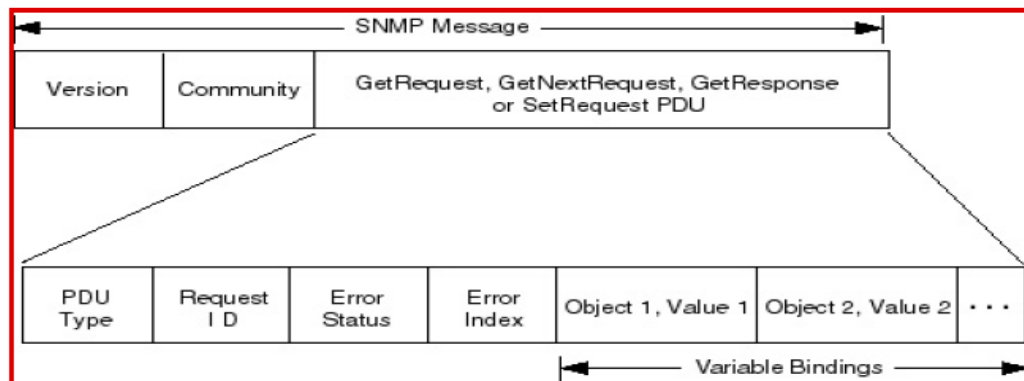 SNMP Message
Version
Community
GetRequest, GetNextRequest, GetResponse
or SetRequest PDU
PDU
Type
Request
I D
Error
Status
Error
Index
Object 1, Value 1
Object 2, Value 2
...
Variable Bindings